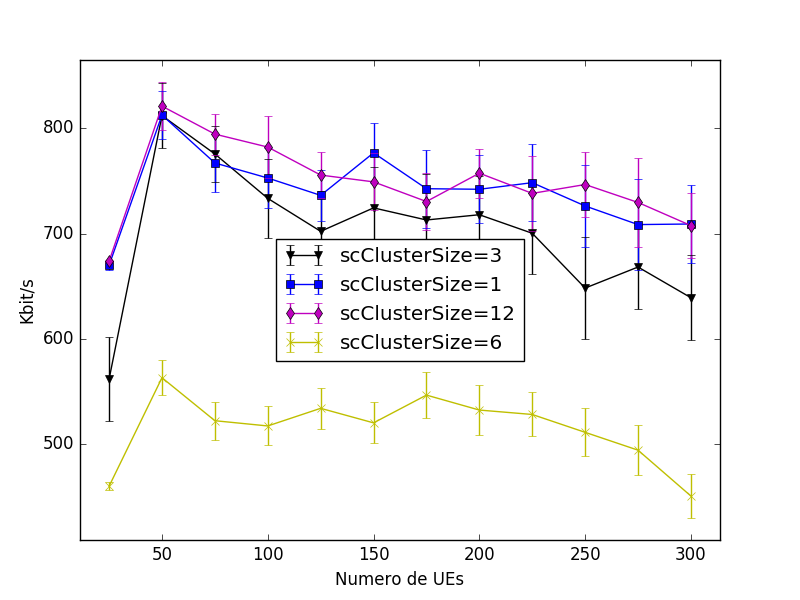 800
700
600
500
Kbit/s
scClusterSize=3
scClusterSize=1
scClusterSize=12
scClusterSize=6
50 100 150 200 250 300
Numero de UEs